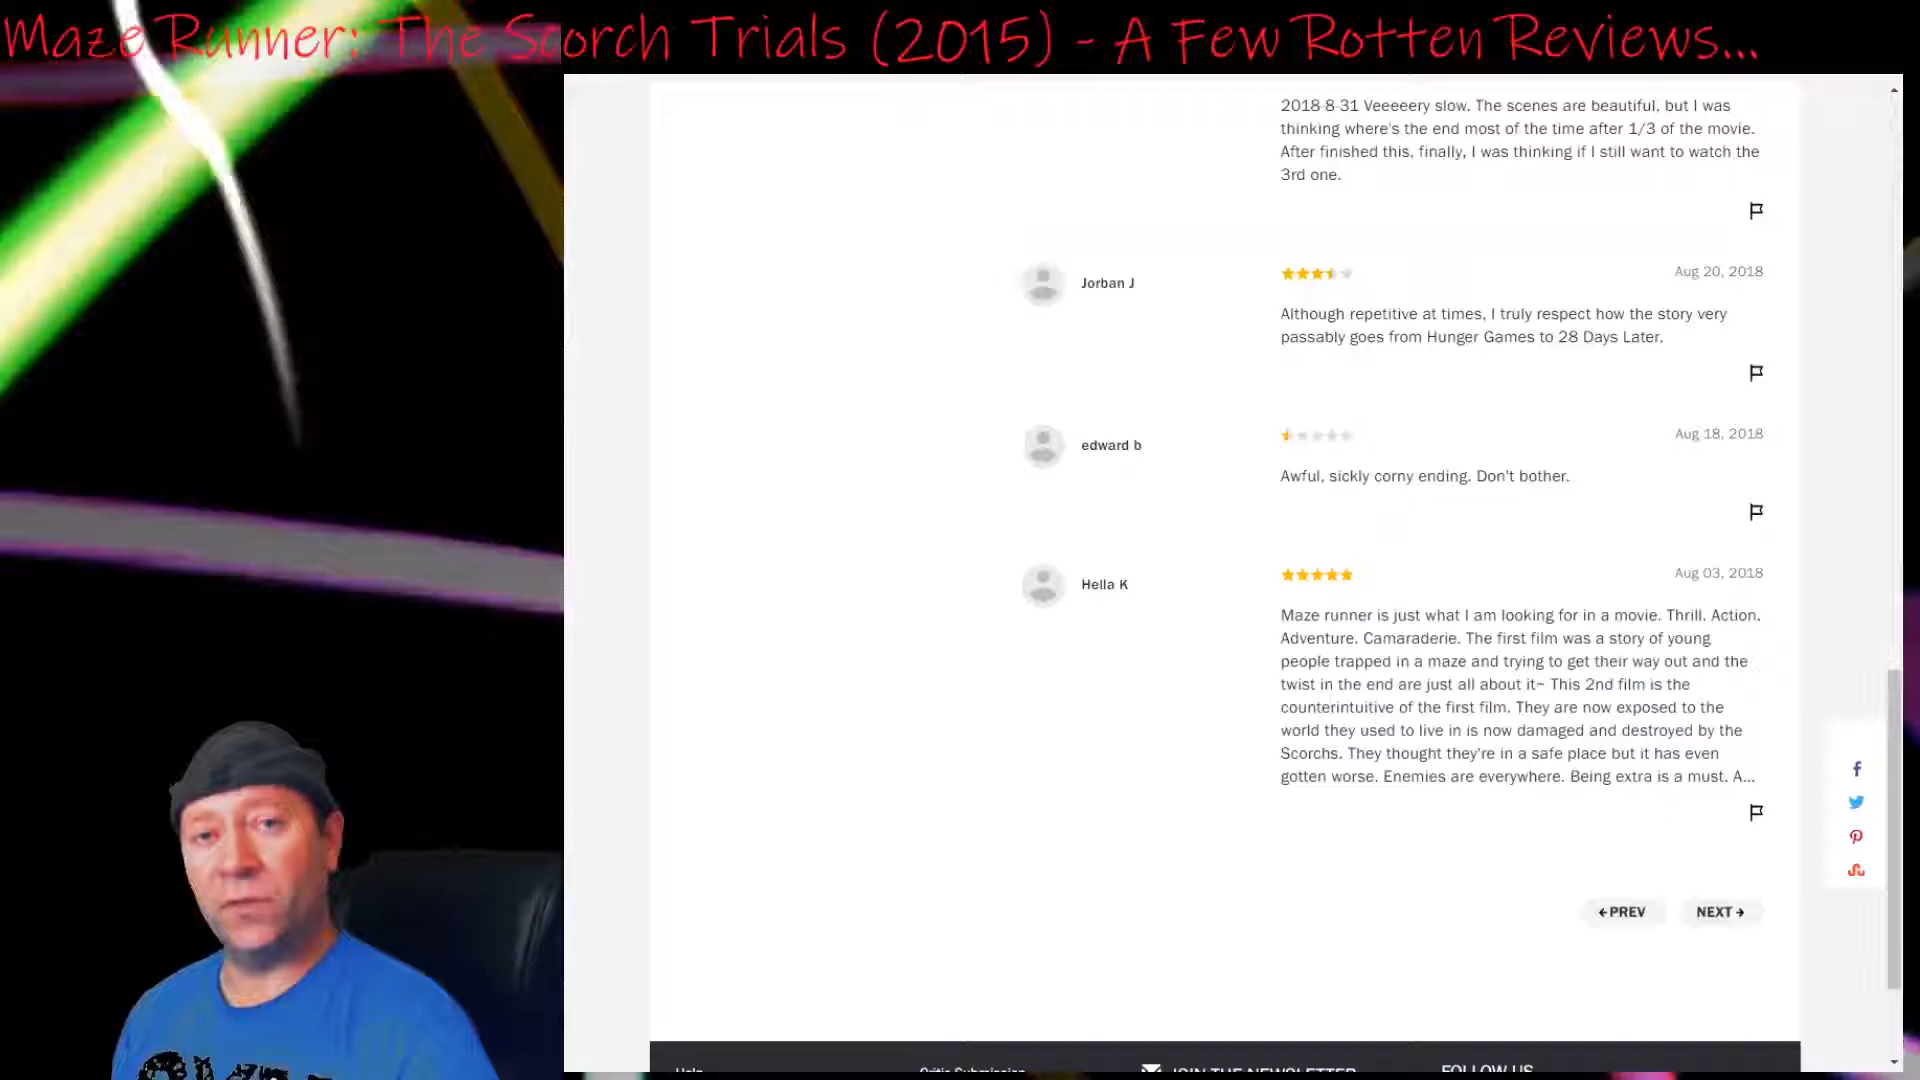 Maze Runner: The Scorch Trials (2015) - A Few Rotten Reviews...
2018-8-31 Veeeeery slow. The scenes are beautiful, but I was
thinking where's the end most of the time after 1/3 of the movie.
After finished this, finally, I was thinking if I still want to watch the
3rd one.
Jorban J
Aug 20, 2018
Although repetitive at times, I truly respect how the story very
passably goes from Hunger Games to 28 Days Later.
edward b
Aug 18, 2018
Awful, sickly corny ending. Don't bother.
Hella K
Aug 03, 2018
Maze runner is just what I am looking for in a movie. Thrill. Action.
Adventure. Camaraderie. The first film was a story of young
people trapped in a maze and trying to get their way out and the
twist in the end are just all about it~ This 2nd film is the
counterintuitive of the first film. They are now exposed to the
world they used to live in is now damaged and destroyed by the
Scorchs. They thought they're in a safe place but it has even
gotten worse. Enemies are everywhere. Being extra is a must. A...
PREV
NEXT
Help
Critic Submission
JOIN THE NEWSLETTER
FOLLOW US